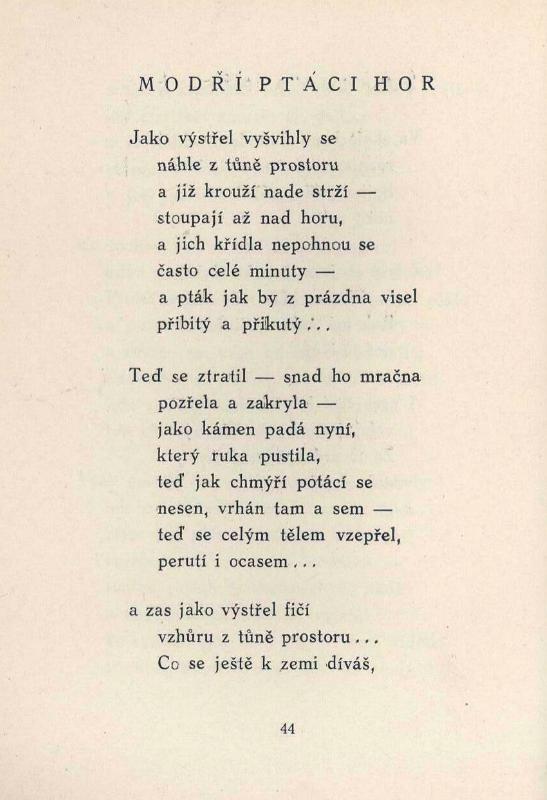 MODŘÍ PTÁCI HOR
Jako výstřel vyšvihly se
náhle z tůně prostoru
a již krouží nade strží —
stoupají až nad horu,
a jich křídla nepohnou se
často celé minuty —
a pták jak by z prázdna visel
přibitý a přikutý...
Teď se ztratil — snad ho mračna
pozřela a zakryla —
jako kámen padá nyní,
který ruka pustila,
teď jak chmýří potácí se
nesen, vrhán tam a sem —
teď se celým tělem vzepřel,
perutí i ocasem...
a zas jako výstřel fičí
vzhůru z tůně prostoru...
Co se ještě k zemi díváš,
44